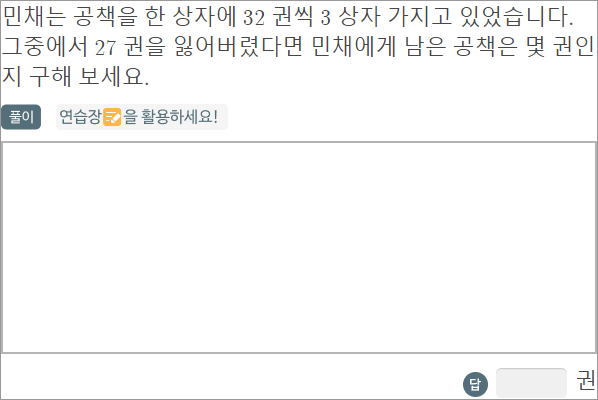 민채는 공책을 한 상자에 32 권씩 3 상자 가지고 있었습니다.
그중에서 27 권을 잃어버렸다면 민채에게 남은 공책은 몇 권인
지 구해 보세요.
풀이 연습장을 활용하세요!
답 권